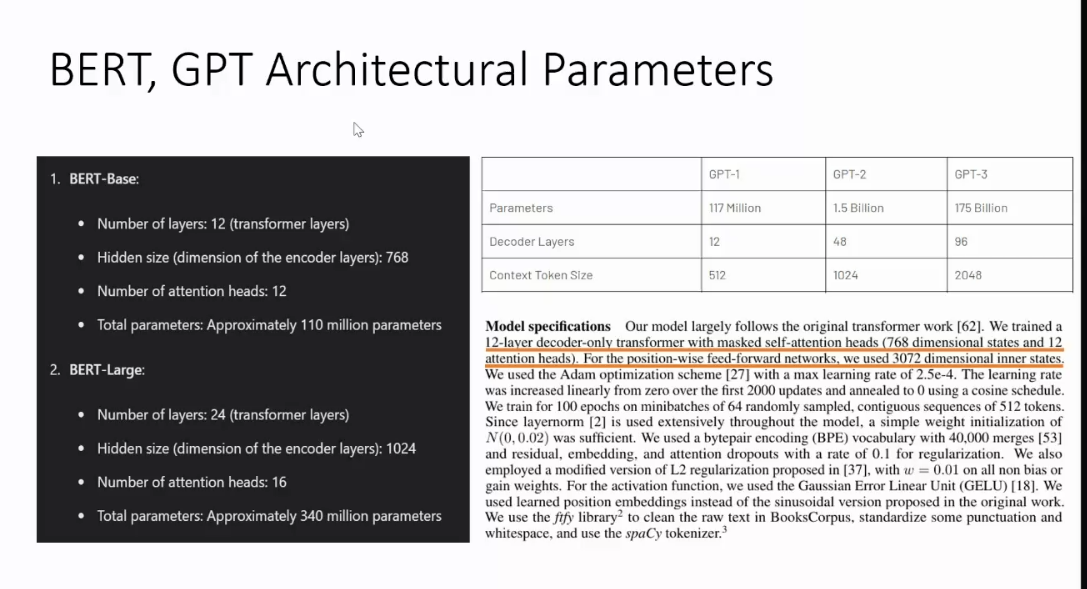 BERT, GPT Architectural Parameters
1. BERT-Base:
• Number of layers: 12 (transformer layers)
• Hidden size (dimension of the encoder layers): 768
• Number of attention heads: 12
• Total parameters: Approximately 110 million parameters
2. BERT-Large:
• Number of layers: 24 (transformer layers)
• Hidden size (dimension of the encoder layers): 1024
• Number of attention heads: 16
• Total parameters: Approximately 340 million parameters
GPT-1 GPT-2 GPT-3
Parameters 117 Million 1.5 Billion 175 Billion
Decoder Layers 12 48 96
Context Token Size 512 1024 2048
Model specifications Our model largely follows the original transformer work [62]. We trained a
12-layer decoder-only transformer with masked self-attention heads (768 dimensional states and 12
attention heads). For the position-wise feed-forward networks, we used 3072 dimensional inner states.
We used the Adam optimization scheme [27] with a max learning rate of 2.5e-4. The learning rate
was increased linearly from zero over the first 2000 updates and annealed to 0 using a cosine schedule.
We train for 100 epochs on minibatches of 64 randomly sampled, contiguous sequences of 512 tokens.
Since layernorm [2] is used extensively throughout the model, a simple weight initialization of
N(0, 0.02) was sufficient. We used a bytepair encoding (BPE) vocabulary with 40,000 merges [53]
and residual, embedding, and attention dropouts with a rate of 0.1 for regularization. We also
employed a modified version of L2 regularization proposed in [37], with w = 0.01 on all non bias or
gain weights. For the activation function, we used the Gaussian Error Linear Unit (GELU) [18]. We
used learned position embeddings instead of the sinusoidal version proposed in the original work.
We use the ftfy library² to clean the raw text in BooksCorpus, standardize some punctuation and
whitespace, and use the spaCy tokenizer.³